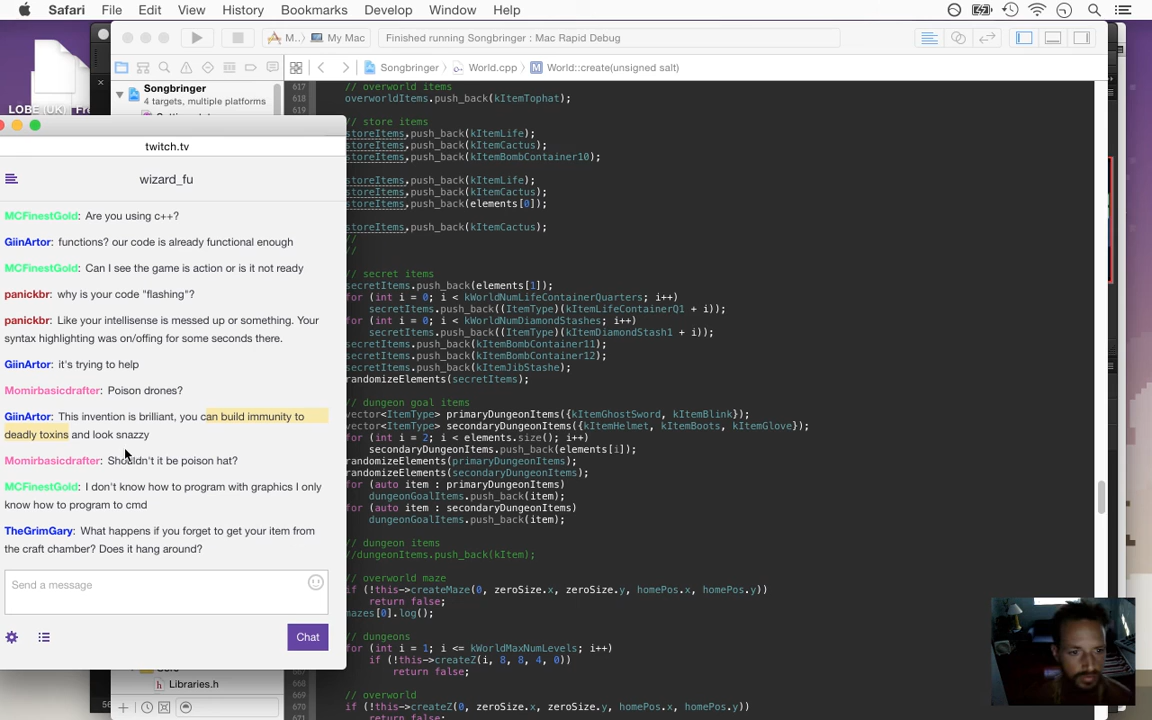 Safari File Edit View History Bookmarks Develop Window Help
My Mac Finished running Songbringer : Mac Rapid Debug
Songbringer World.cpp M World::create(unsigned salt)
Songbringer
4 targets, multiple platforms
twitch.tv
wizard_fu
MCFinestGold: Are you using c++?
GiinArtor: functions? our code is already functional enough
MCFinestGold: Can I see the game is action or is it not ready
panickbr: why is your code "flashing"?
panickbr: Like your intellisense is messed up or something. Your
syntax highlighting was on/offing for some seconds there.
GiinArtor: it's trying to help
Momirbasicdrafter: Poison drones?
GiinArtor: This invention is brilliant, you can build immunity to
deadly toxins and look snazzy
Momirbasicdrafter: Shouldn't it be poison hat?
MCFinestGold: I don't know how to program with graphics I only
know how to program to cmd
TheGrimGary: What happens if you forget to get your item from
the craft chamber? Does it hang around?
Send a message
Chat
Libraries.h
617 // overworld items
618 overworldItems.push_back(kItemTophat);
619
// store items
storeItems.push_back(kItemLife);
storeItems.push_back(kItemCactus);
storeItems.push_back(kItemBombContainer10);
storeItems.push_back(kItemLife);
storeItems.push_back(kItemCactus);
storeItems.push_back(elements[0]);
storeItems.push_back(kItemCactus);
//
//
// secret items
secretItems.push_back(elements[1]);
for (int i = 0; i < kWorldNumLifeContainerQuarters; i++)
secretItems.push_back((ItemType)(kItemLifeContainerQ1 + i));
for (int i = 0; i < kWorldNumDiamondStashes; i++)
secretItems.push_back((ItemType)(kItemDiamondStash1 + i));
secretItems.push_back(kItemBombContainer11);
secretItems.push_back(kItemBombContainer12);
secretItems.push_back(kItemJibStashe);
randomizeElements(secretItems);
// dungeon goal items
vector<ItemType> primaryDungeonItems({kItemGhostSword, kItemBlink});
vector<ItemType> secondaryDungeonItems({kItemHelmet, kItemBoots, kItemGlove});
for (int i = 2; i < elements.size(); i++)
secondaryDungeonItems.push_back(elements[i]);
randomizeElements(primaryDungeonItems);
randomizeElements(secondaryDungeonItems);
for (auto item : primaryDungeonItems)
dungeonGoalItems.push_back(item);
for (auto item : secondaryDungeonItems)
dungeonGoalItems.push_back(item);
// dungeon items
//dungeonItems.push_back(kItem);
// overworld maze
if (!this->createMaze(0, zeroSize.x, zeroSize.y, homePos.x, homePos.y))
return false;
mazes[0].log();
// dungeons
for (int i = 1; i <= kWorldMaxNumLevels; i++)
if (!this->createZ(i, 8, 8, 4, 0))
return false;
668
669 // overworld
670 if (!this->createZ(0, zeroSize.x, zeroSize.y, homePos.x, homePos.y))
671 return false;